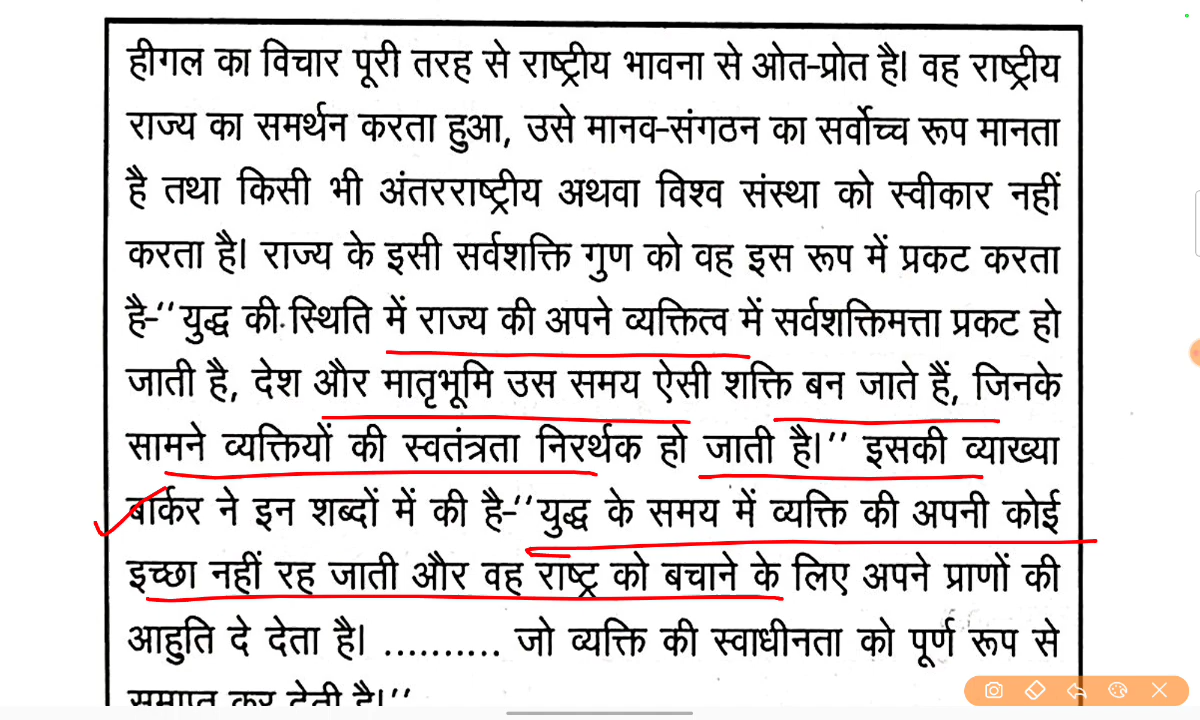 हीगल का विचार पूरी तरह से राष्ट्रीय भावना से ओत-प्रोत है। वह राष्ट्रीय
राज्य का समर्थन करता हुआ, उसे मानव-संगठन का सर्वोच्च रूप मानता
है तथा किसी भी अंतरराष्ट्रीय अथवा विश्व संस्था को स्वीकार नहीं
करता है। राज्य के इसी सर्वशक्ति गुण को वह इस रूप में प्रकट करता
है-''युद्ध की स्थिति में राज्य की अपने व्यक्तित्व में सर्वशक्तिमत्ता प्रकट हो
जाती है, देश और मातृभूमि उस समय ऐसी शक्ति बन जाते हैं, जिनके
सामने व्यक्तियों की स्वतंत्रता निरर्थक हो जाती है।'' इसकी व्याख्या
बार्कर ने इन शब्दों में की है-''युद्ध के समय में व्यक्ति की अपनी कोई
इच्छा नहीं रह जाती और वह राष्ट्र को बचाने के लिए अपने प्राणों की
आहुति दे देता है। .......... जो व्यक्ति की स्वाधीनता को पूर्ण रूप से
समाप्त कर देती है।''